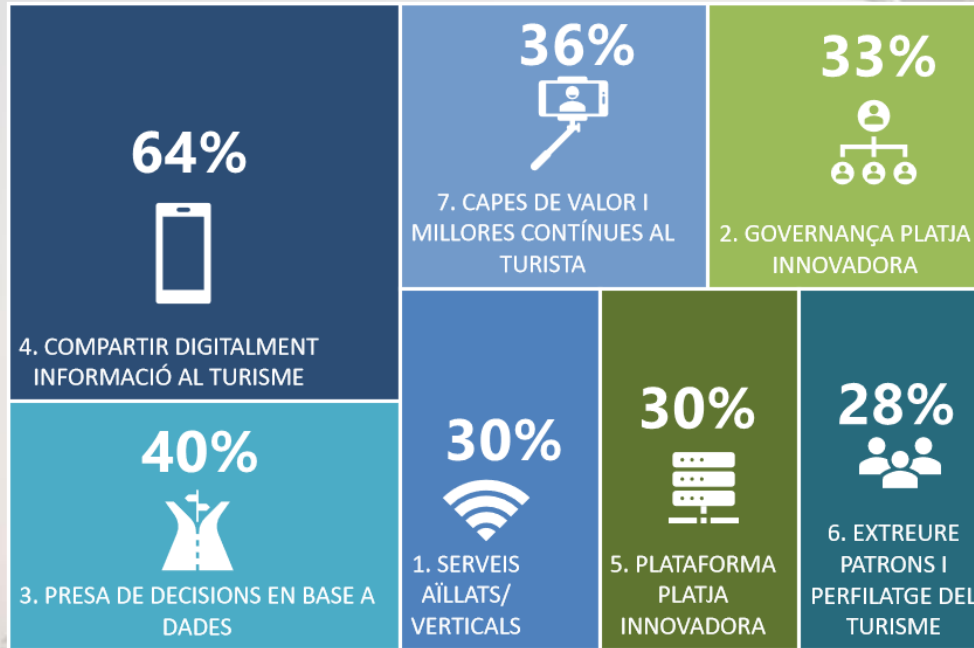 64%
4. COMPARTIR DIGITALMENT
INFORMACIÓ AL TURISME
36%
7. CAPES DE VALOR I
MILLORES CONTÍNUES AL
TURISTA
33%
2. GOVERNANÇA PLATJA
INNOVADORA
40%
3. PRESA DE DECISIONS EN BASE A
DADES
30%
1. SERVEIS
AÏLLATS/
VERTICALS
30%
5. PLATAFORMA
PLATJA
INNOVADORA
28%
6. EXTREURE
PATRONS I
PERFILATGE DEL
TURISME